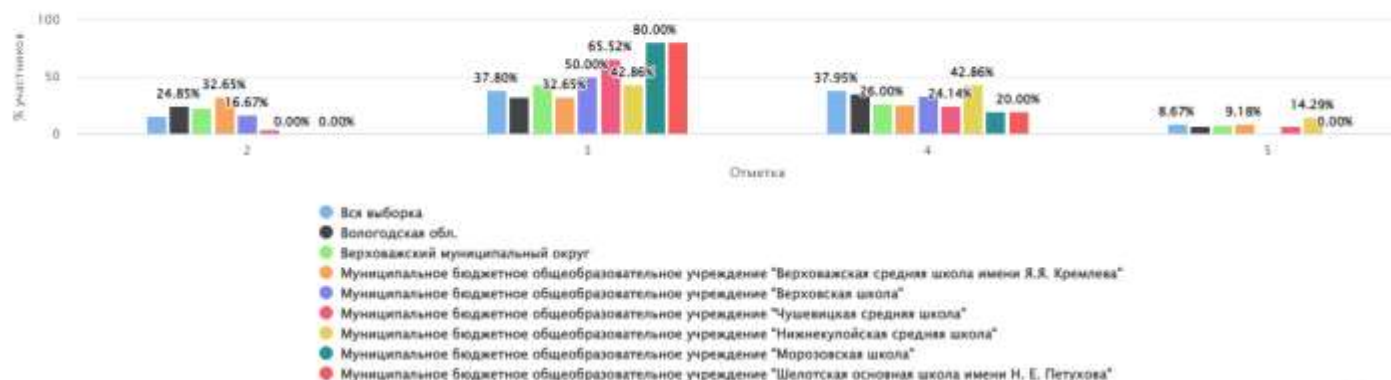 100
50
0
% участников
24.85% 32.65% 16.67% 0.00% 0.00%
37.80% 32.65% 50.00% 65.52% 42.86% 80.00%
37.95% 26.00% 24.14% 42.86% 20.00%
8.67% 9.18% 14.29% 0.00%
2 3 4 5
Отметка
Вся выборка
Вологодская обл.
Верховажский муниципальный округ
Муниципальное бюджетное общеобразовательное учреждение "Верховажская средняя школа имени Я.Я. Кремлева"
Муниципальное бюджетное общеобразовательное учреждение "Верховская школа"
Муниципальное бюджетное общеобразовательное учреждение "Чушевицкая средняя школа"
Муниципальное бюджетное общеобразовательное учреждение "Нижнекулойская средняя школа"
Муниципальное бюджетное общеобразовательное учреждение "Морозовская школа"
Муниципальное бюджетное общеобразовательное учреждение "Шелотская основная школа имени Н. Е. Петухова"